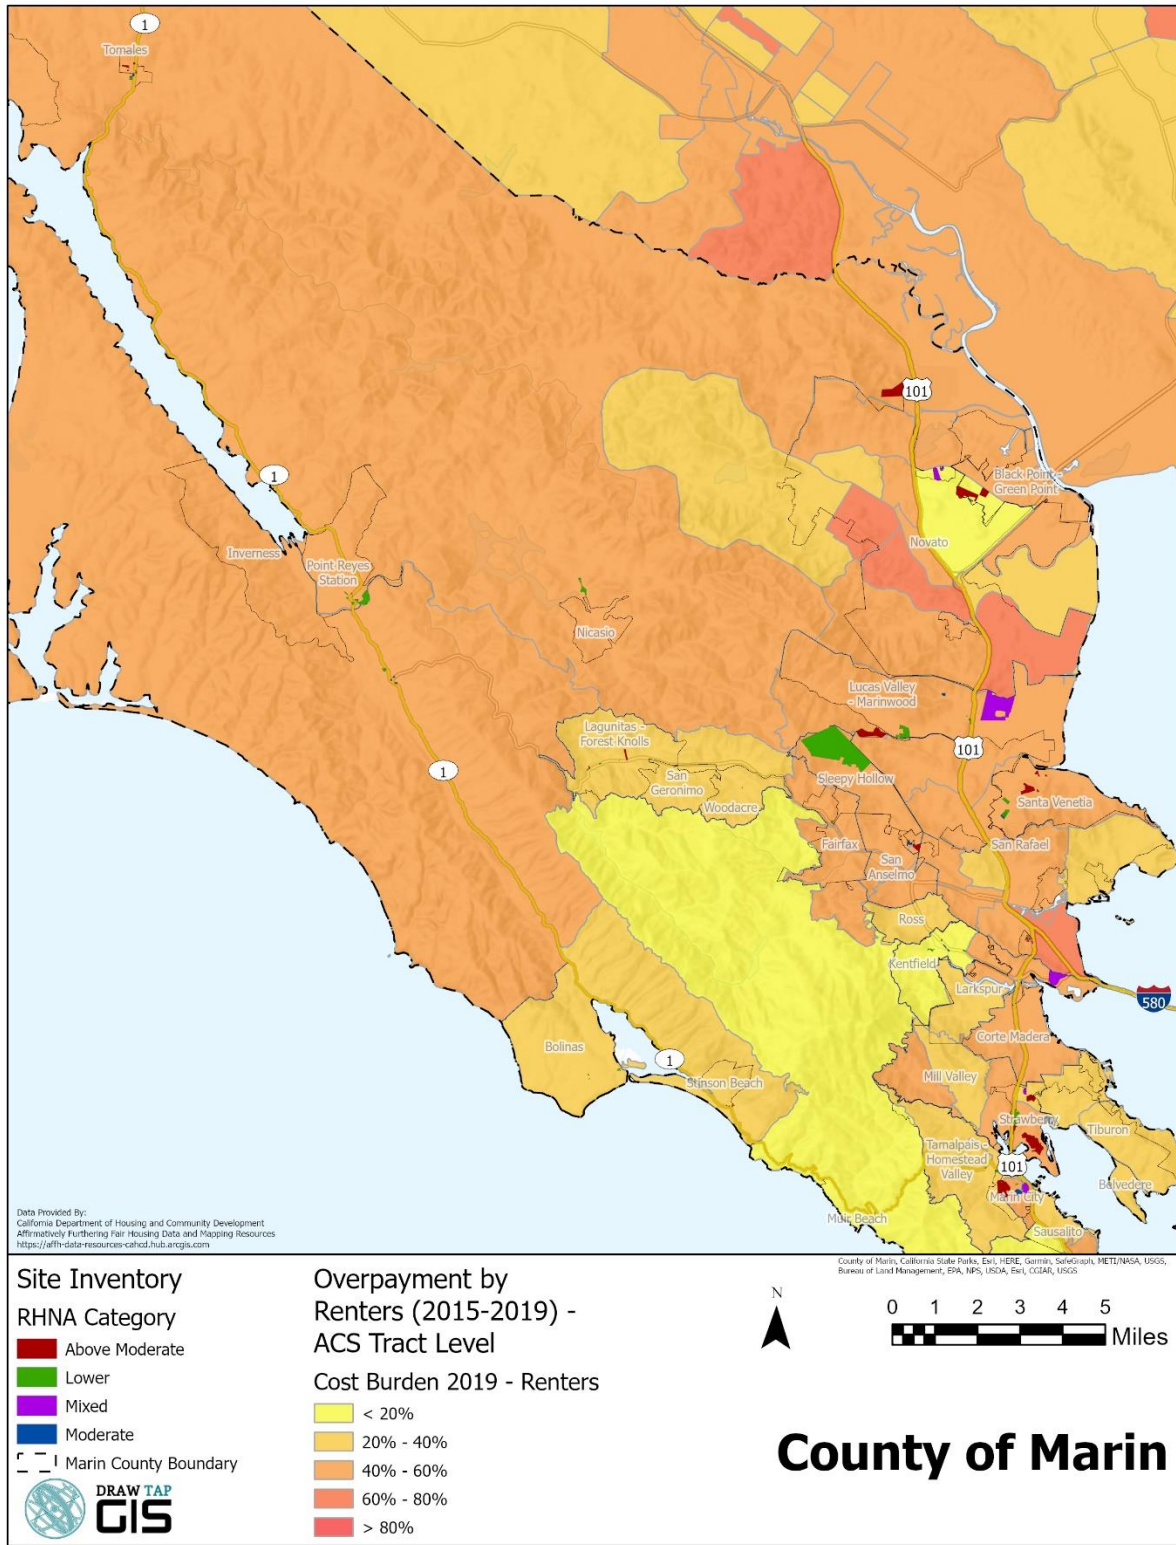 1
Tomales
101
Black Point -
Green Point
Novato
1
Inverness
Point Reyes
Station
Nicasio
Lucas Valley
- Marinwood
Lagunitas -
Forest Knolls
101
1
San
Geronimo
Sleepy Hollow
Woodacre
Santa Venetia
Fairfax
San
Anselmo
San Rafael
Ross
Kentfield
Larkspur
580
Corte Madera
Bolinas
1
Stinson Beach
Mill Valley
Strawberry
Tiburon
Tamalpais -
Homestead
Valley
101
Belvedere
Marin City
Muir Beach
Sausalito
Data Provided By:
California Department of Housing and Community Development
Affirmatively Furthering Fair Housing Data and Mapping Resources
https://affh-data-resources-cahcd.hub.arcgis.com
County of Marin, California State Parks, Esri, HERE, Garmin, SafeGraph, METI/NASA, USGS,
Bureau of Land Management, EPA, NPS, USDA, Esri, CGIAR, USGS
Site Inventory
RHNA Category
Above Moderate
Lower
Mixed
Moderate
Marin County Boundary
DRAW TAP
GIS
Overpayment by
Renters (2015-2019) -
ACS Tract Level
Cost Burden 2019 - Renters
< 20%
20% - 40%
40% - 60%
60% - 80%
> 80%
N
0 1 2 3 4 5
Miles
County of Marin